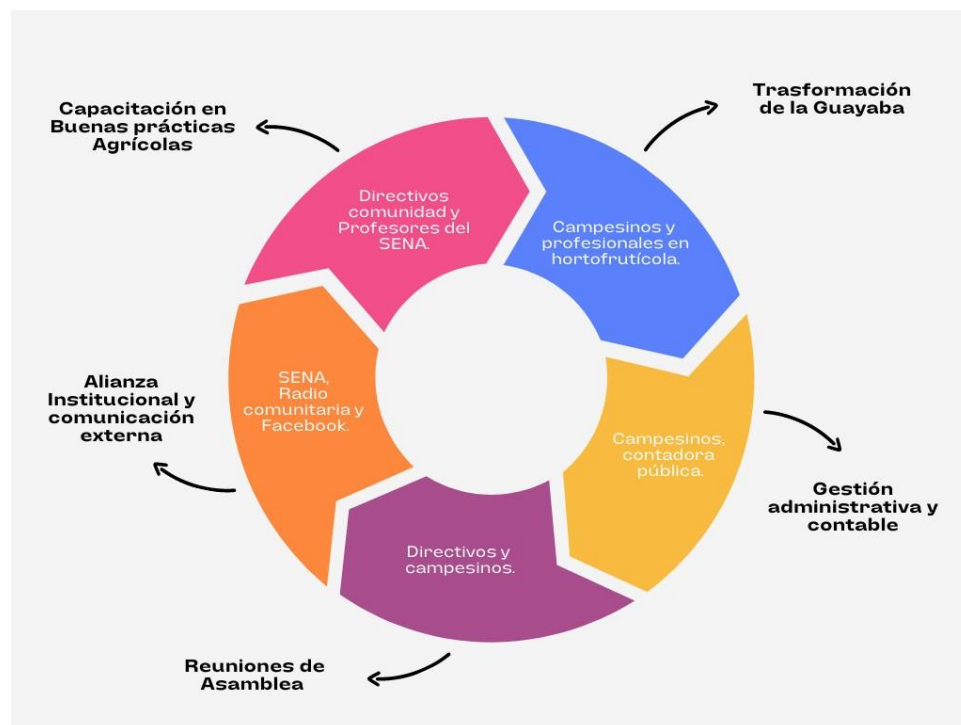 Capacitación en
Buenas prácticas
Agrícolas
Trasformación
de la Guayaba
Directivos
comunidad y
Profesores del
SENA.
Campesinos y
profesionales en
hortofrutícola.
Alianza
Institucional y
comunicación
externa
SENA,
Radio
comunitaria y
Facebook.
Campesinos,
contadora
pública.
Gestión
administrativa y
contable
Directivos y
campesinos.
Reuniones de
Asamblea